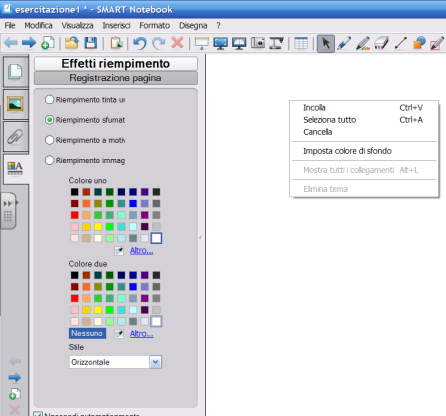 esercitazione1 * - SMART Notebook
File Modifica Visualizza Inserisci Formato Disegna ?
Effetti riempimento
Registrazione pagina
Riempimento tinta u
Riempimento sfumat
Riempimento a motiv
Riempimento immag
Colore uno
Altro...
Colore due
Nessuno Altro...
Stile
Orizzontale
Nascondi automaticamente
Incolla Ctrl+V
Seleziona tutto Ctrl+A
Cancella
Imposta colore di sfondo
Mostra tutti i collegamenti Alt+L
Elimina tema